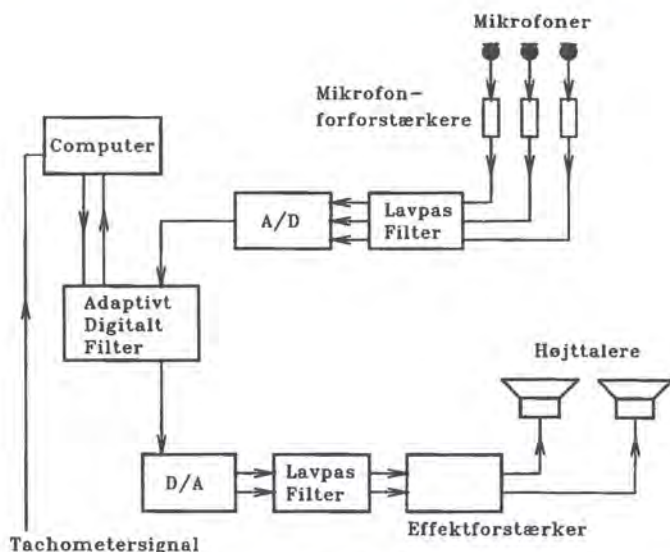 Mikrofoner
Mikrofon-
forforstærkere
Computer
A/D
Lavpas
Filter
Adaptivt
Digitalt
Filter
Højttalere
D/A
Lavpas
Filter
Effektforstærker
Tachometersignal